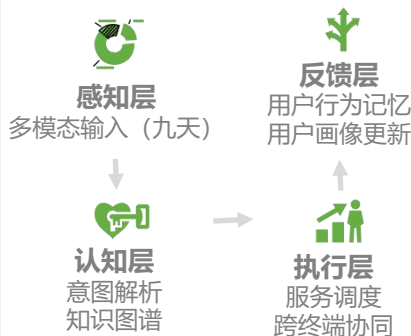 感知层
多模态输入（九天）
认知层
意图解析
知识图谱
执行层
服务调度
跨终端协同
反馈层
用户行为记忆
用户画像更新